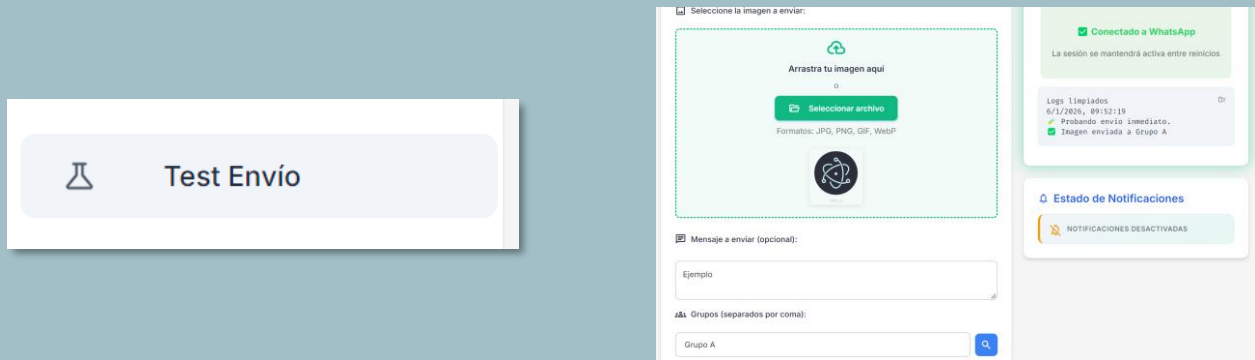 Test Envío
Seleccione la imagen a enviar:
Arrastra tu imagen aquí
o
Seleccionar archivo
Formatos: JPG, PNG, GIF, WebP
Mensaje a enviar (opcional):
Ejemplo
Grupos (separados por coma):
Grupo A
Conectado a WhatsApp
La sesión se mantendrá activa entre reinicios
Logs limpiados
6/1/2026, 09:52:19
Probando envío inmediato.
Imagen enviada a Grupo A
Estado de Notificaciones
NOTIFICACIONES DESACTIVADAS